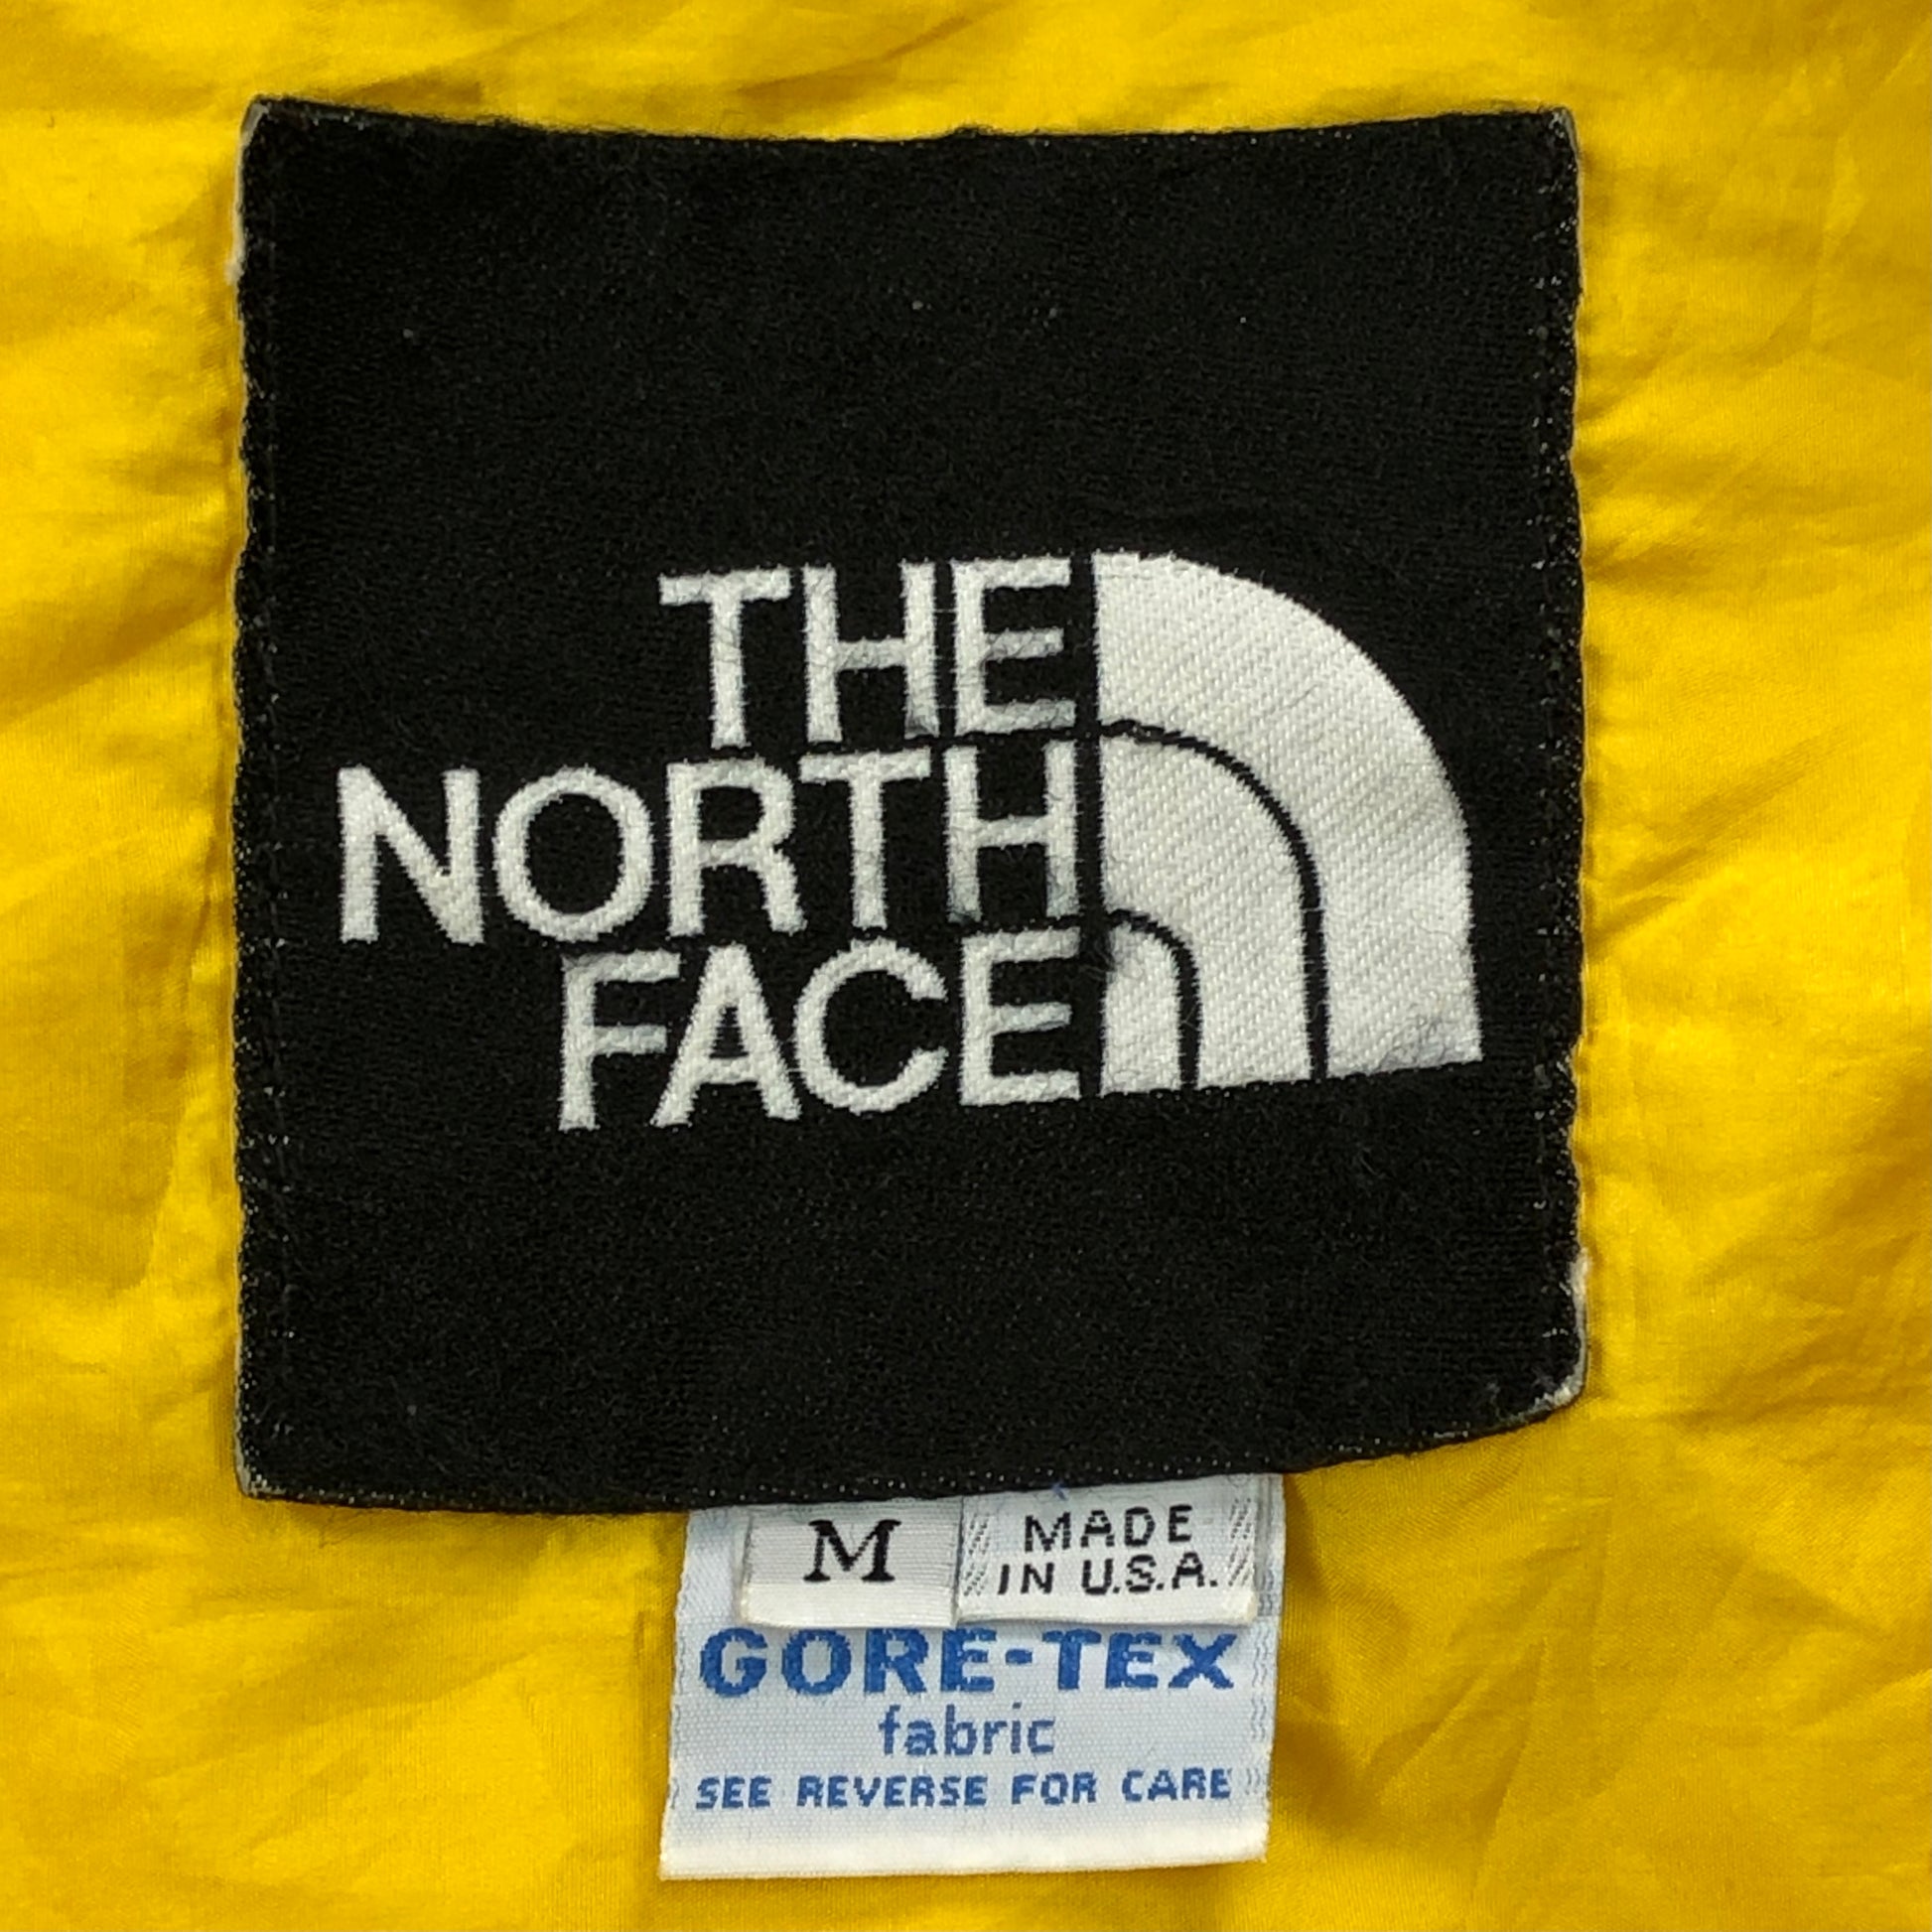 THE
NORTH
FACE
M
MADE
IN U.S.A.
GORE-TEX
fabric
SEE REVERSE FOR CARE